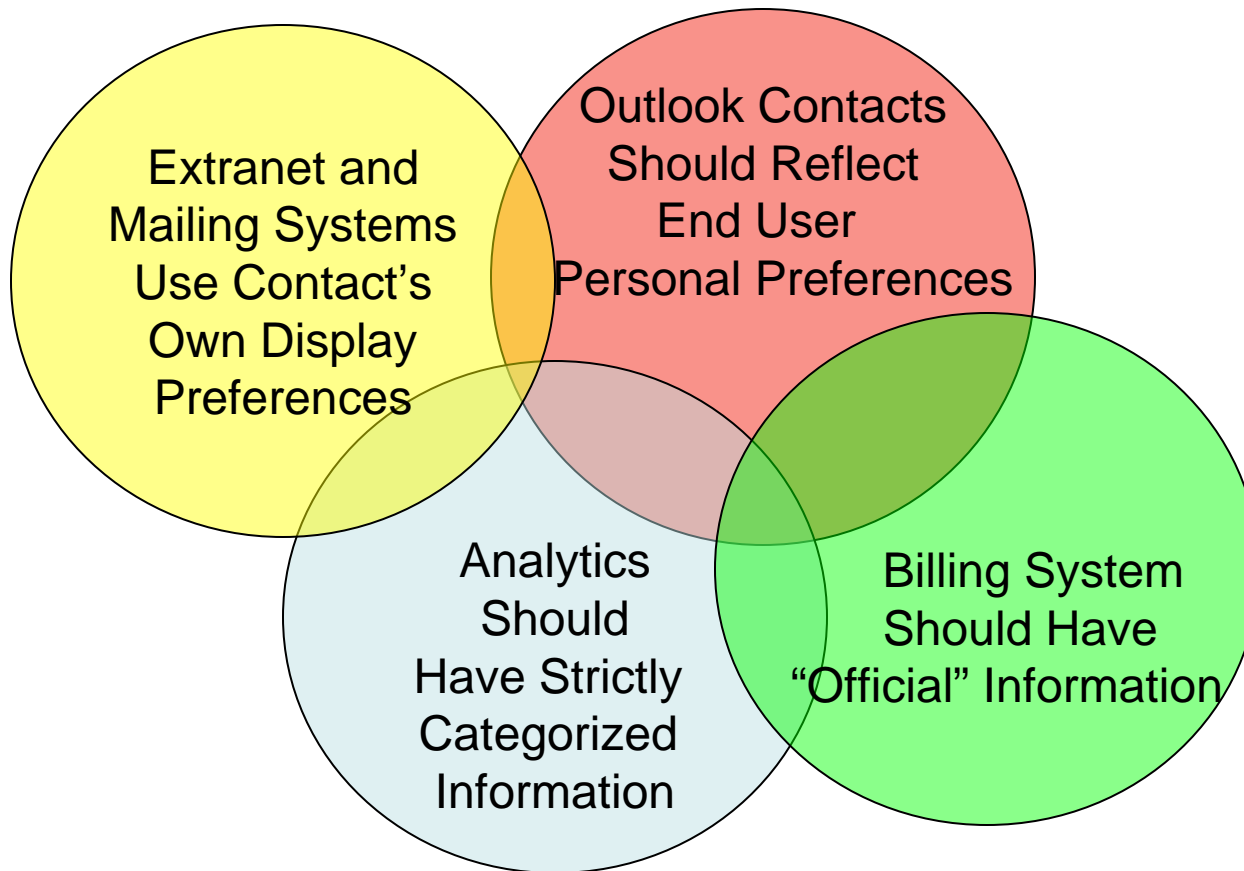 Extranet and
Mailing Systems
Use Contact’s
Own Display
Preferences
Outlook Contacts
Should Reflect
End User
Personal Preferences
Analytics
Should
Have Strictly
Categorized
Information
Billing System
Should Have
“Official” Information